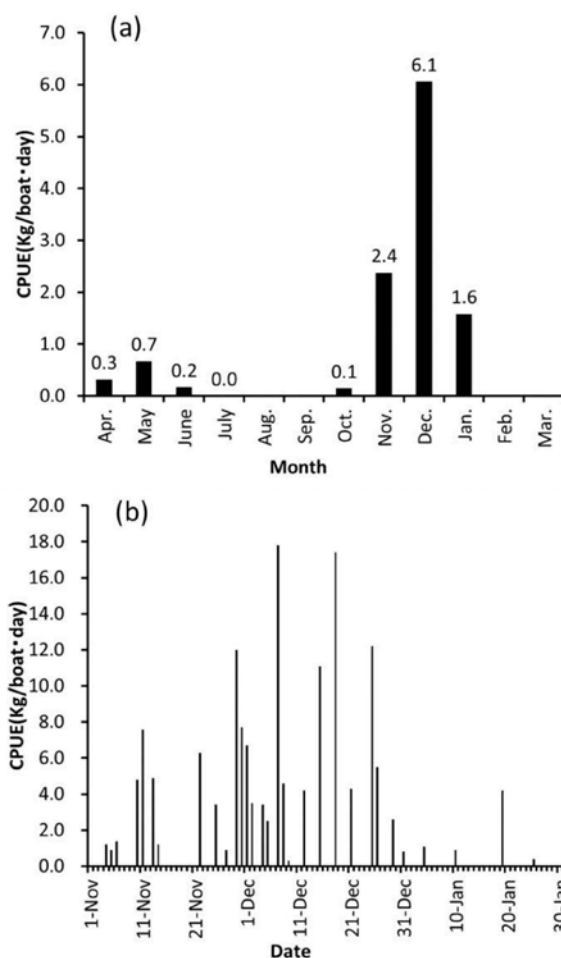 (a)
CPUE(Kg/boat・day)
7.0
6.0
5.0
4.0
3.0
2.0
1.0
0.0
0.3
0.7
0.2
0.0
0.1
2.4
6.1
1.6
Apr.
May
June
July
Aug.
Sep.
Oct.
Nov.
Dec.
Jan.
Feb.
Mar.
Month
(b)
CPUE(Kg/boat・day)
20.0
18.0
16.0
14.0
12.0
10.0
8.0
6.0
4.0
2.0
0.0
1-Nov
11-Nov
21-Nov
1-Dec
11-Dec
21-Dec
31-Dec
10-Jan
20-Jan
30-Jan
Date